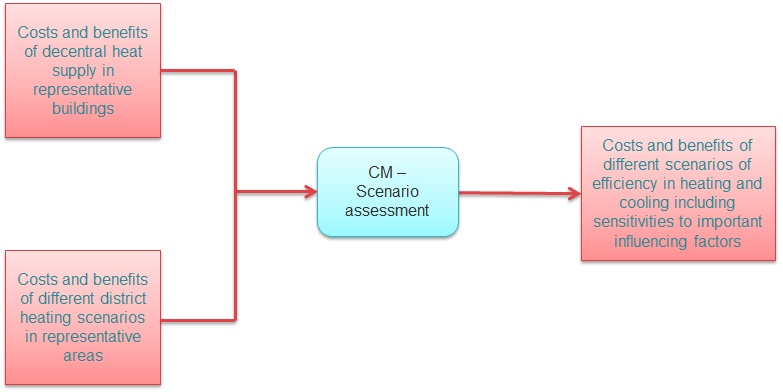 Costs and benefits
of decentral heat
supply in
representative
buildings
CM –
Scenario
assessment
Costs and benefits of
different scenarios of
efficiency in heating and
cooling including
sensitivities to important
influencing factors
Costs and benefits
of different district
heating scenarios
in representative
areas